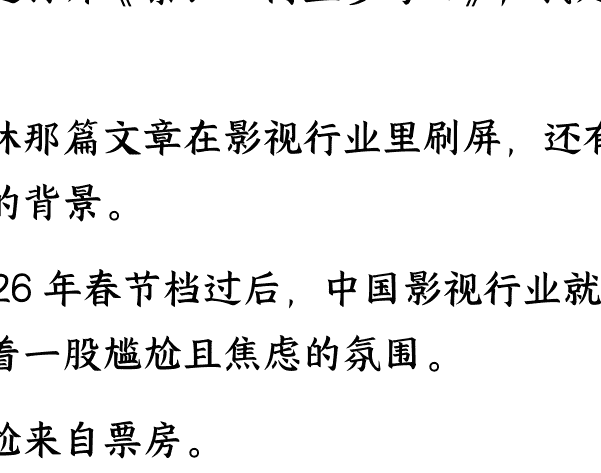 那篇文章在影视行业里刷屏，还有
的背景。
26 年春节档过后，中国影视行业就
着一股尴尬且焦虑的氛围。
尬来自票房。